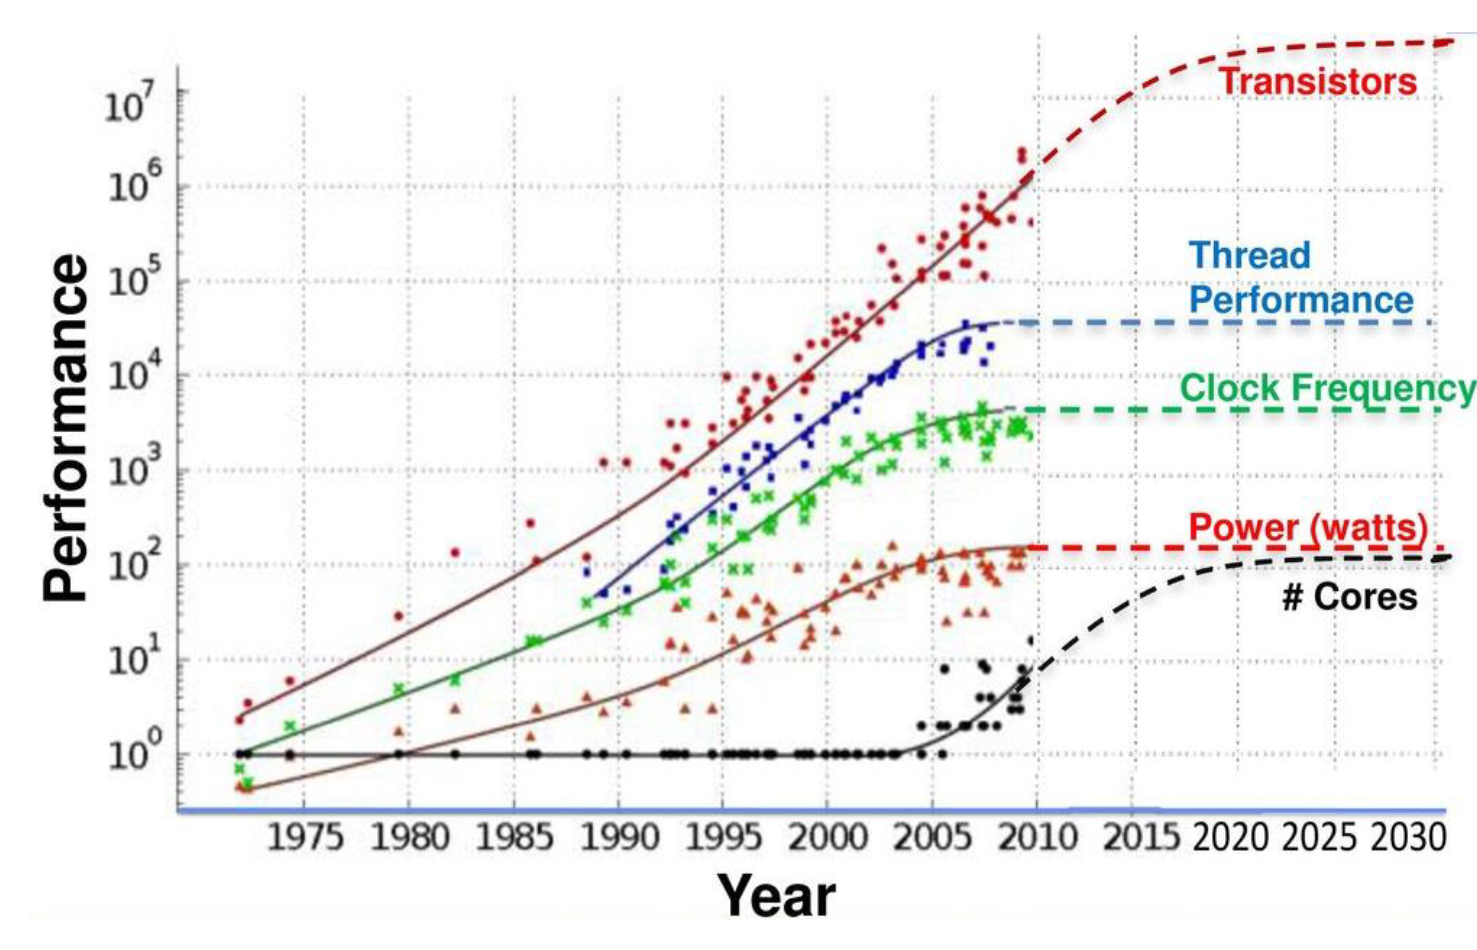 10^7
Transistors
10^6
Thread
Performance
10^5
10^4
Clock Frequency
10^3
Power (watts)
10^2
# Cores
10^1
10^0
Performance
1975 1980 1985 1990 1995 2000 2005 2010 2015 2020 2025 2030
Year